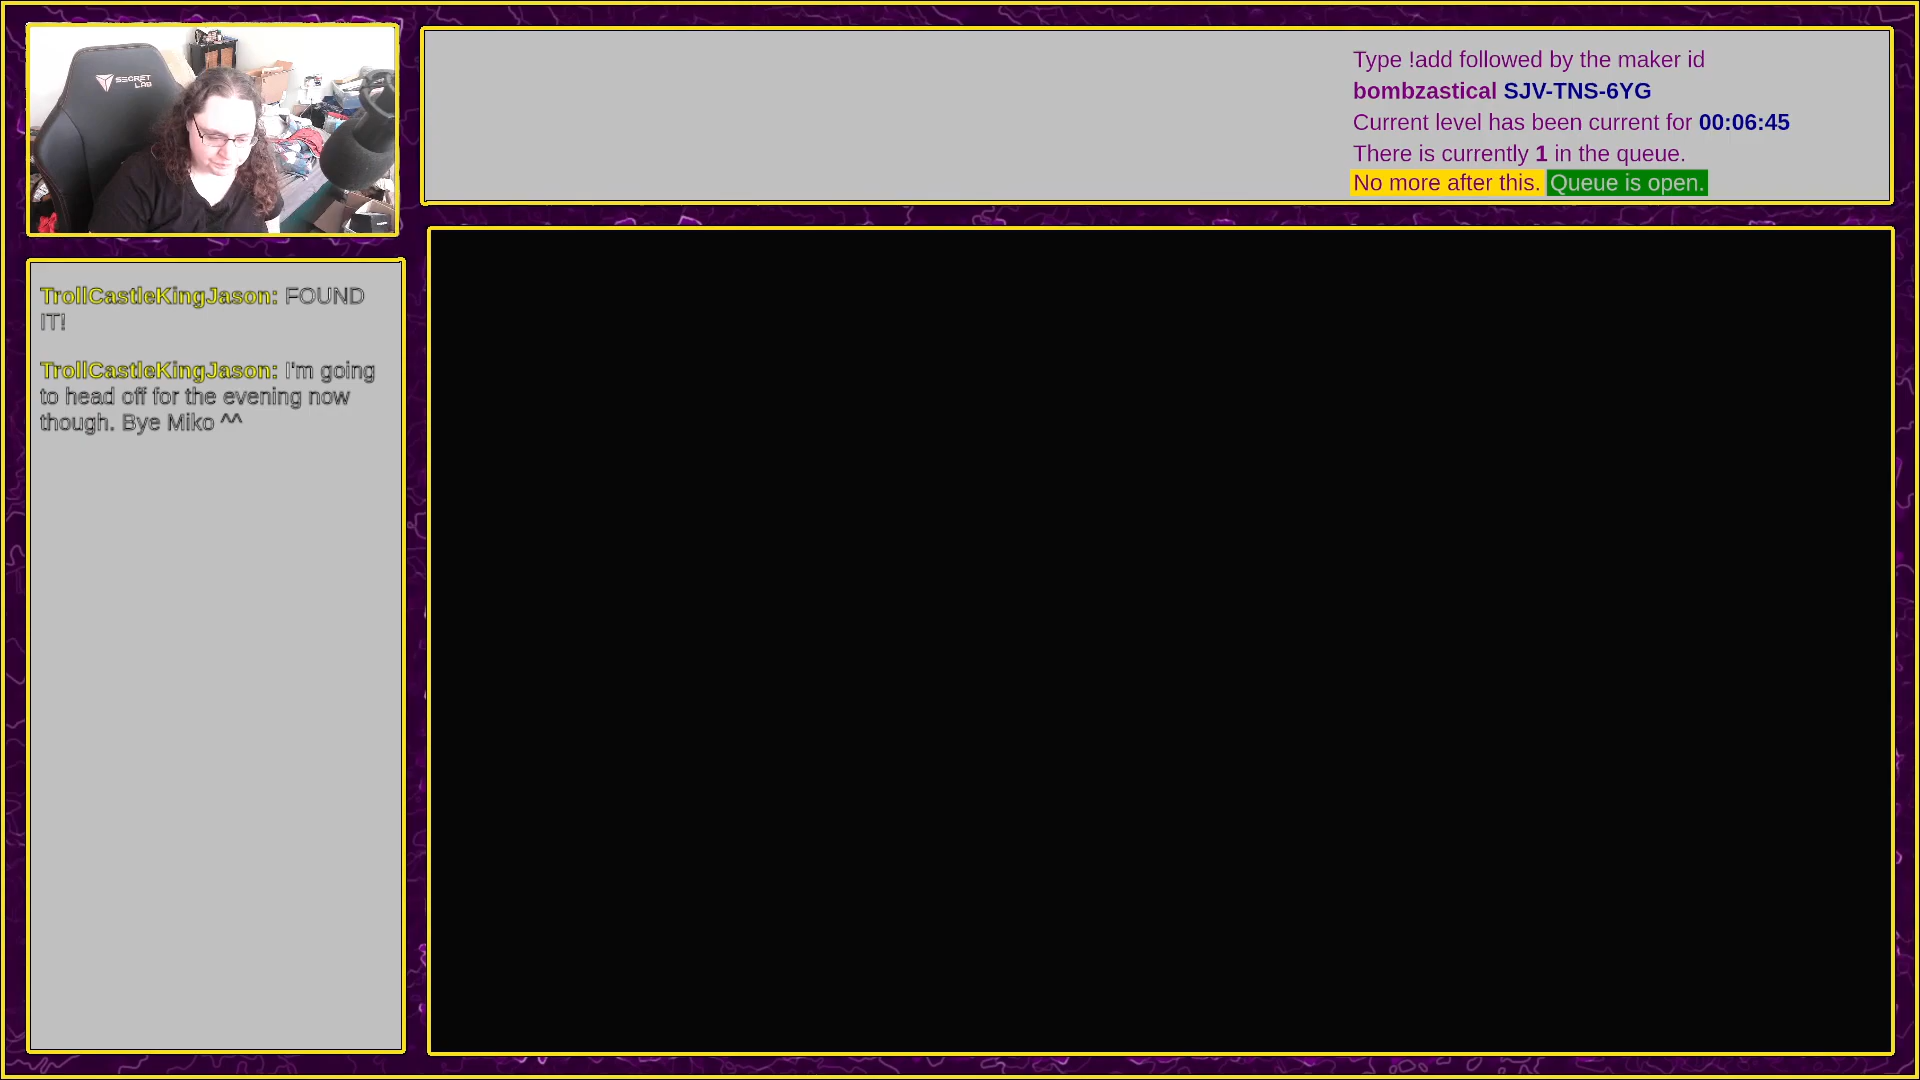 SECRET
LAB
Type !add followed by the maker id
bombzastical SJV-TNS-6YG
Current level has been current for 00:06:45
There is currently 1 in the queue.
No more after this. Queue is open.
TrollCastleKingJason: FOUND
IT!
TrollCastleKingJason: I'm going
to head off for the evening now
though. Bye Miko ^^